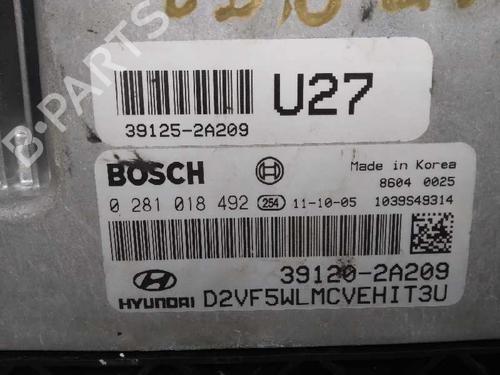 U27
39125-2A209
BOSCH
Made in Korea
8604 0025
0 281 018 492 254 11-10-05 1039S49314
39120-2A209
HYUNDAI D2VF5WLMCVEHIT3U
B-PARTS